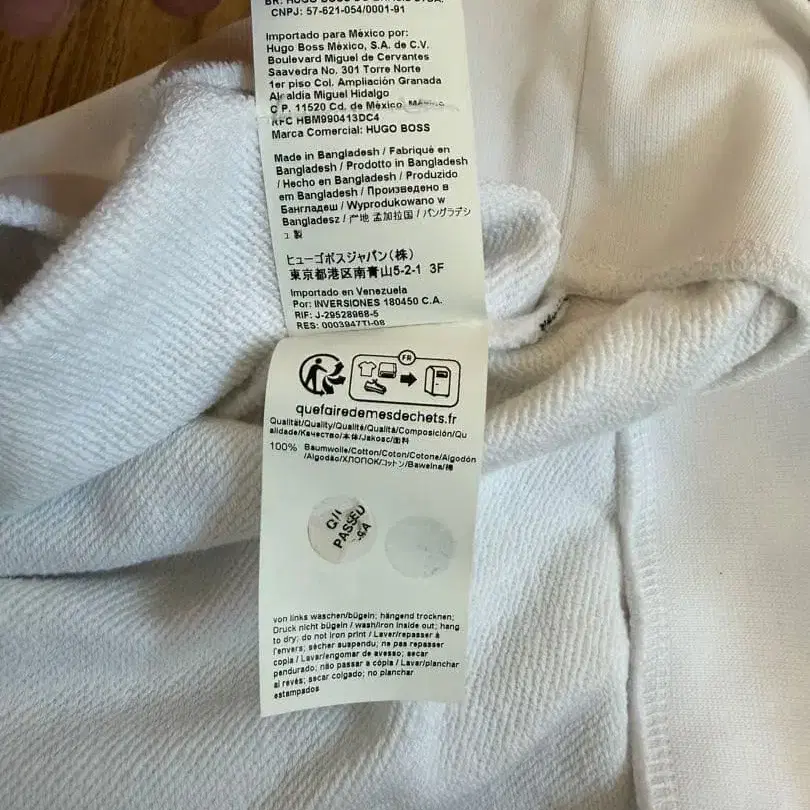 CNPJ: 57-621-054/0001-91
Importado para México por:
Hugo Boss México, S.A. de C.V.
Boulevard Miguel de Cervantes
Saavedra No. 301 Torre Norte
1er piso Col. Ampliación Granada
Alcaldía Miguel Hidalgo
C.P. 11520 Cd. de México, México
RFC HBM990413DC4
Marca Comercial: HUGO BOSS
Made in Bangladesh / Fabriqué en
Bangladesh / Prodotto in Bangladesh
/ Hecho en Bangladesh / Produzido
em Bangladesh / Произведено в
Бангладеш / Wyprodukowano w
Bangladesz / 产地 孟加拉国 / バングラデシ
ュ製
ヒューゴボスジャパン(株)
東京都港区南青山5-2-1 3F
Importado en Venezuela
Por: INVERSIONES 180450 C.A.
RIF: J-29528968-5
RES: 0003947TI-08
FR
quefairedemesdechets.fr
Qualität/Quality/Qualité/Qualità/Composición/Qu
alidade/Качество/本体/Jakosc/面料
100% Baumwolle/Cotton/Coton/Cotone/Algodón
/Algodão/ХЛОПОК/コットン/Bawełna/棉
PASSED
von links waschen/bügeln; hängend trocknen;
Druck nicht bügeln / wash/iron inside out; hang
to dry; do not iron print / Laver/repasser à
l'envers; sécher suspendu; ne pas repasser
copia / Lavar/engomar de avesso; secar
pendurado; não passar a cópia / Lavar/planchar
al revés; secar colgado; no planchar
estampados